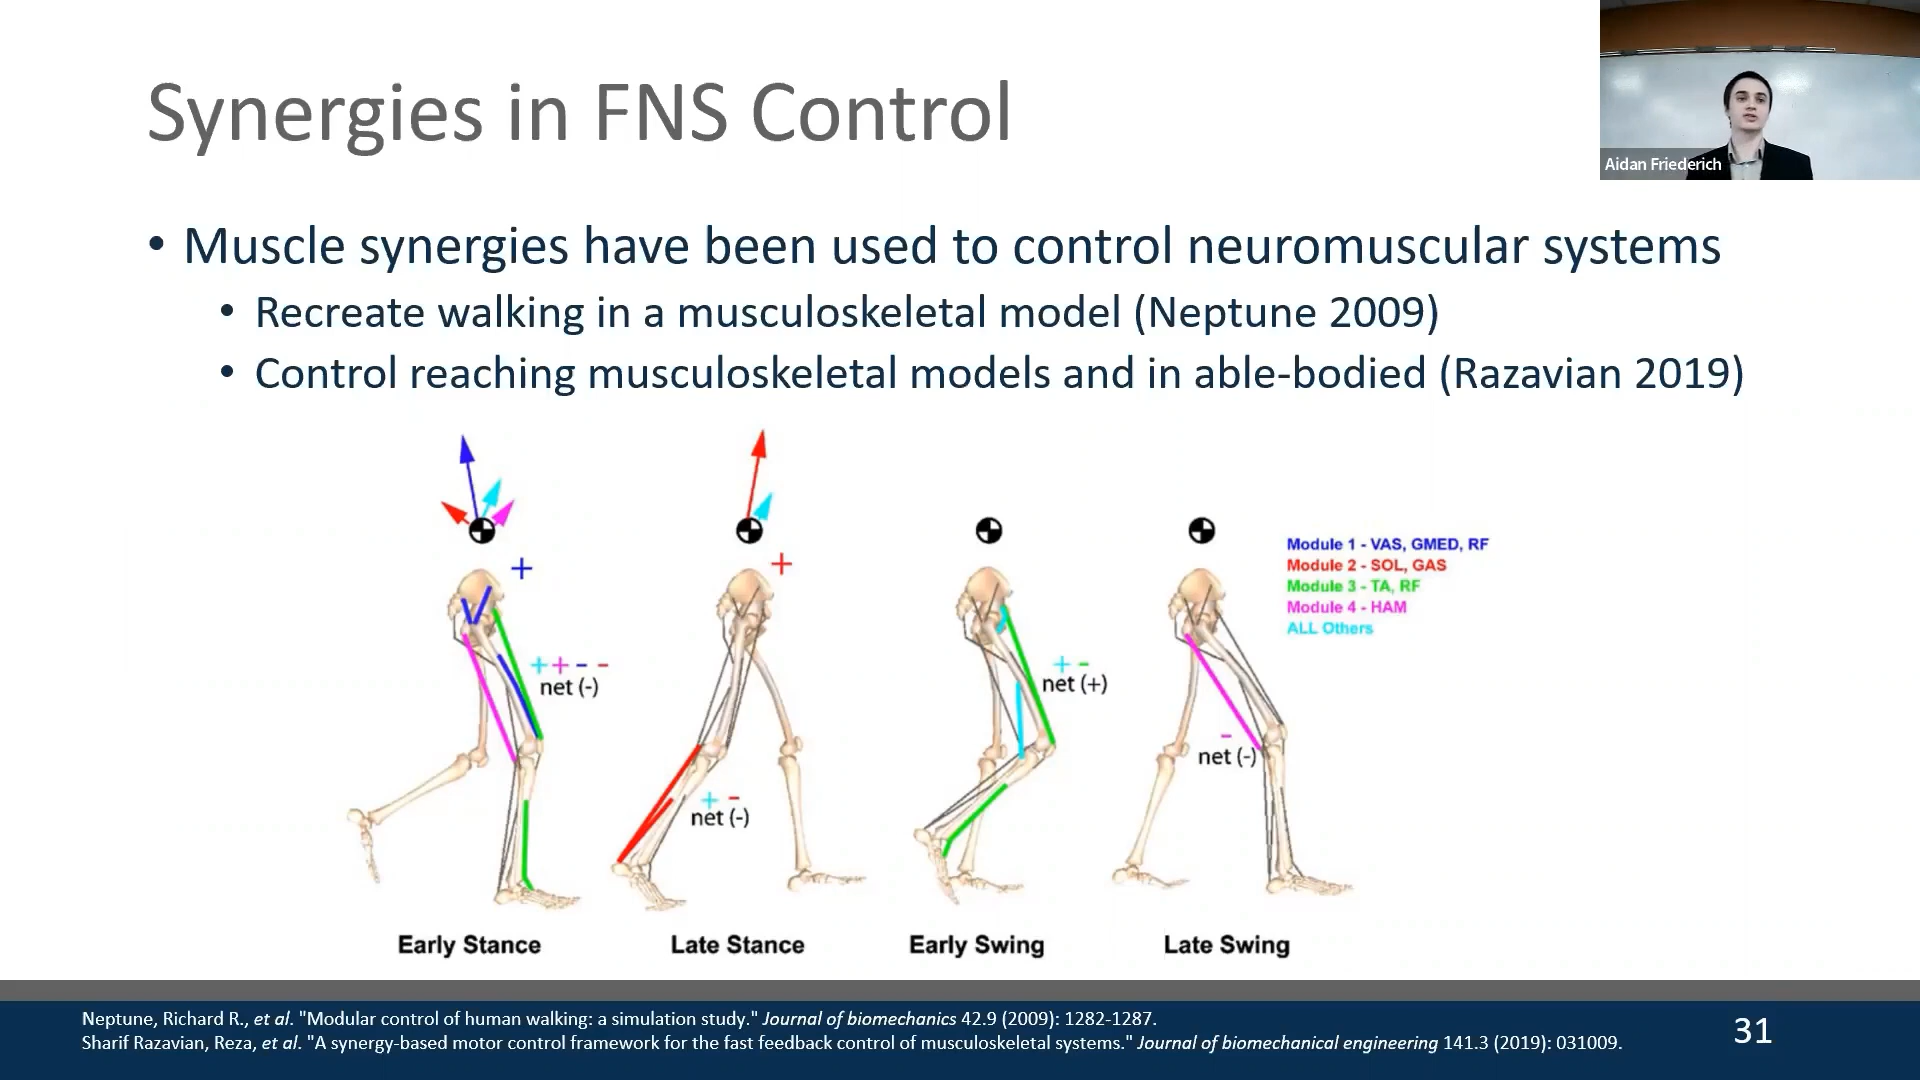 Synergies in FNS Control
Aidan Friederich
• Muscle synergies have been used to control neuromuscular systems
• Recreate walking in a musculoskeletal model (Neptune 2009)
• Control reaching musculoskeletal models and in able-bodied (Razavian 2019)
+
+
Module 1 - VAS, GMED, RF
Module 2 - SOL, GAS
Module 3 - TA, RF
Module 4 - HAM
ALL Others
+ + - -
net (-)
+ -
net (+)
-
net (-)
+ -
net (-)
Early Stance
Late Stance
Early Swing
Late Swing
Neptune, Richard R., et al. "Modular control of human walking: a simulation study." Journal of biomechanics 42.9 (2009): 1282-1287.
Sharif Razavian, Reza, et al. "A synergy-based motor control framework for the fast feedback control of musculoskeletal systems." Journal of biomechanical engineering 141.3 (2019): 031009.
31